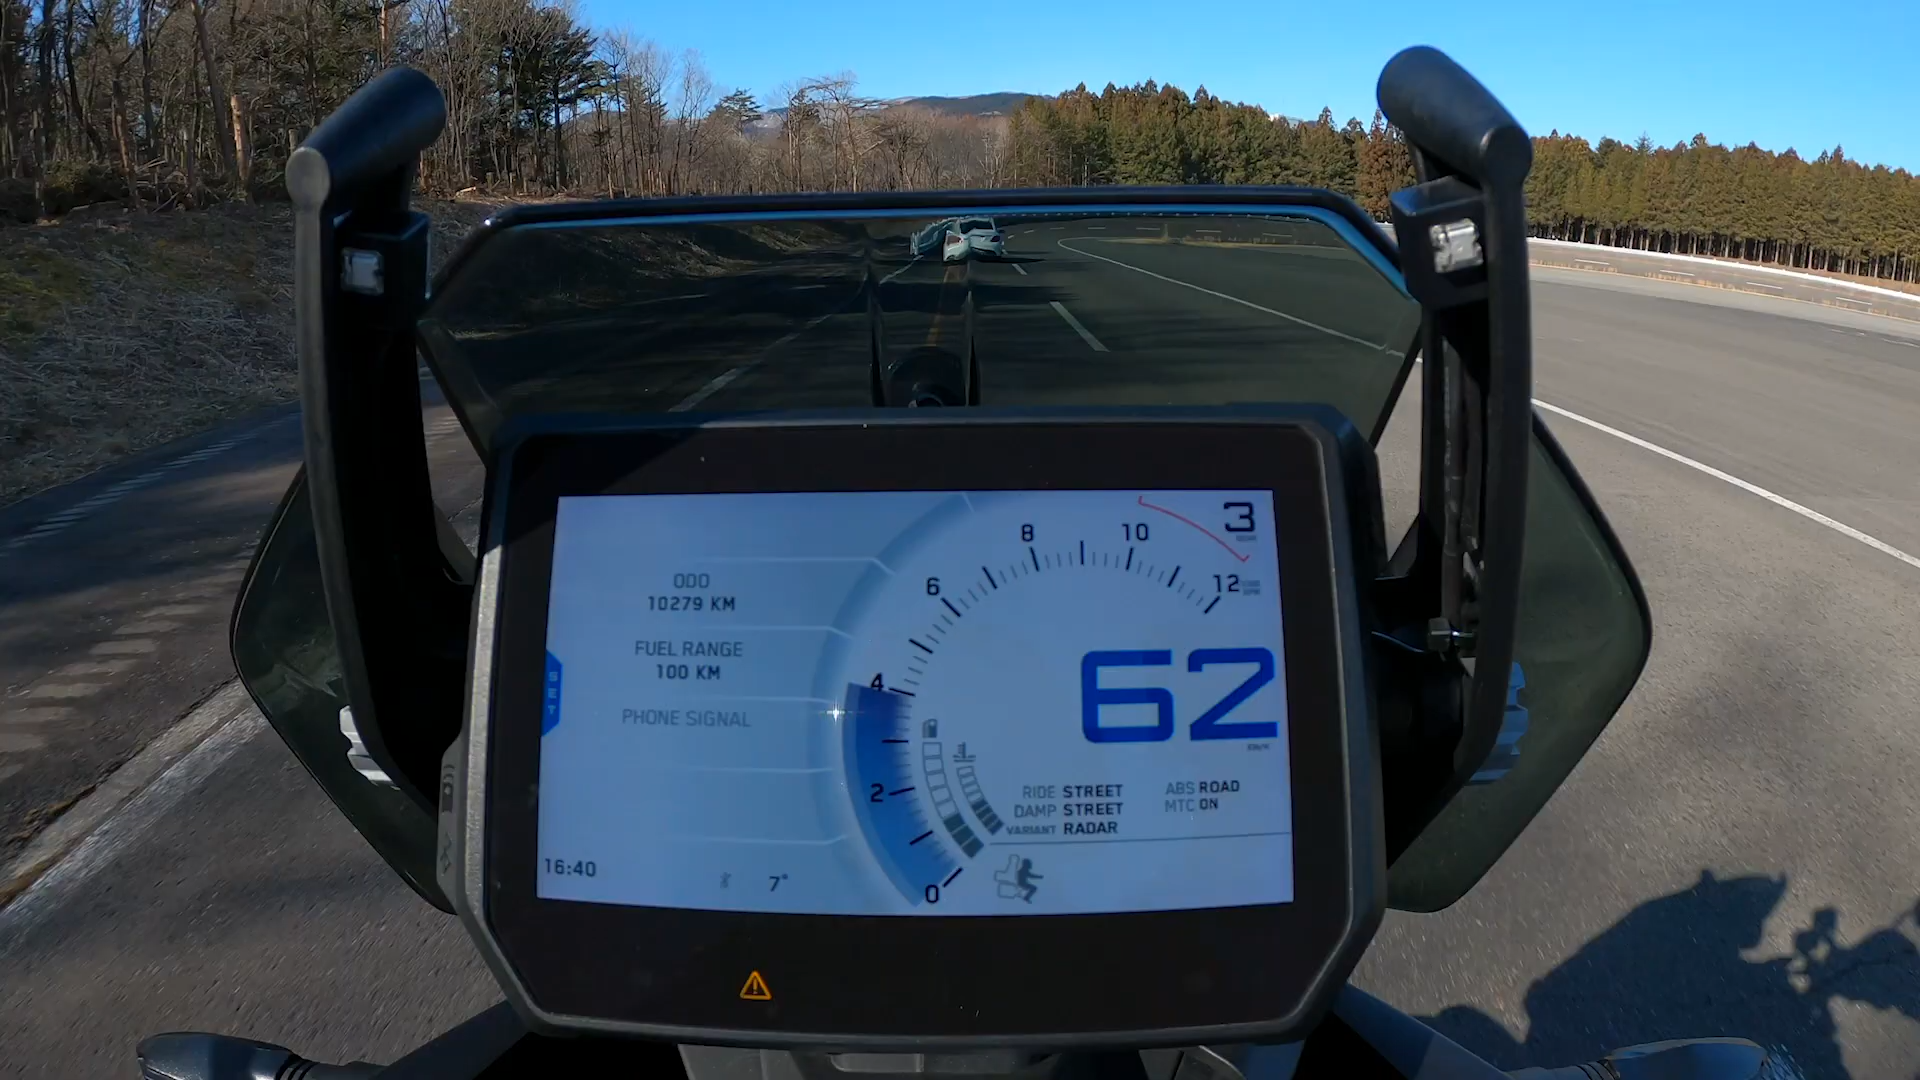 3
8
10
6
12
ODO
10279 KM
FUEL RANGE
100 KM
62
SET
4
PHONE SIGNAL
2
RIDE STREET
ABS ROAD
DAMP STREET
MTC ON
VARIANT RADAR
16:40
7°
0